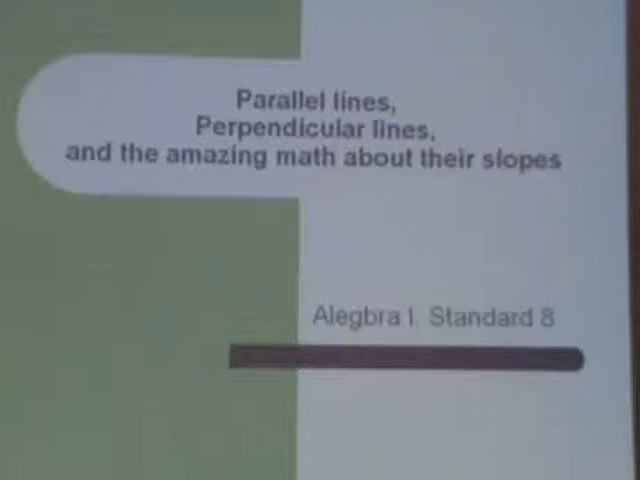 Parallel lines,
Perpendicular lines,
and the amazing math about their slopes
Alegbra I, Standard 8